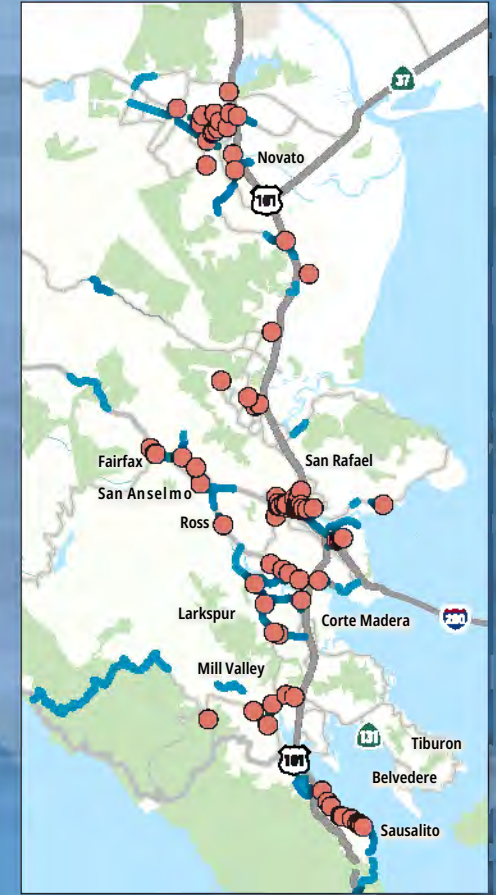 37
Novato
101
San Rafael
Fairfax
San Anselmo
Ross
Larkspur
Corte Madera
Mill Valley
131
101
Tiburon
Belvedere
Sausalito